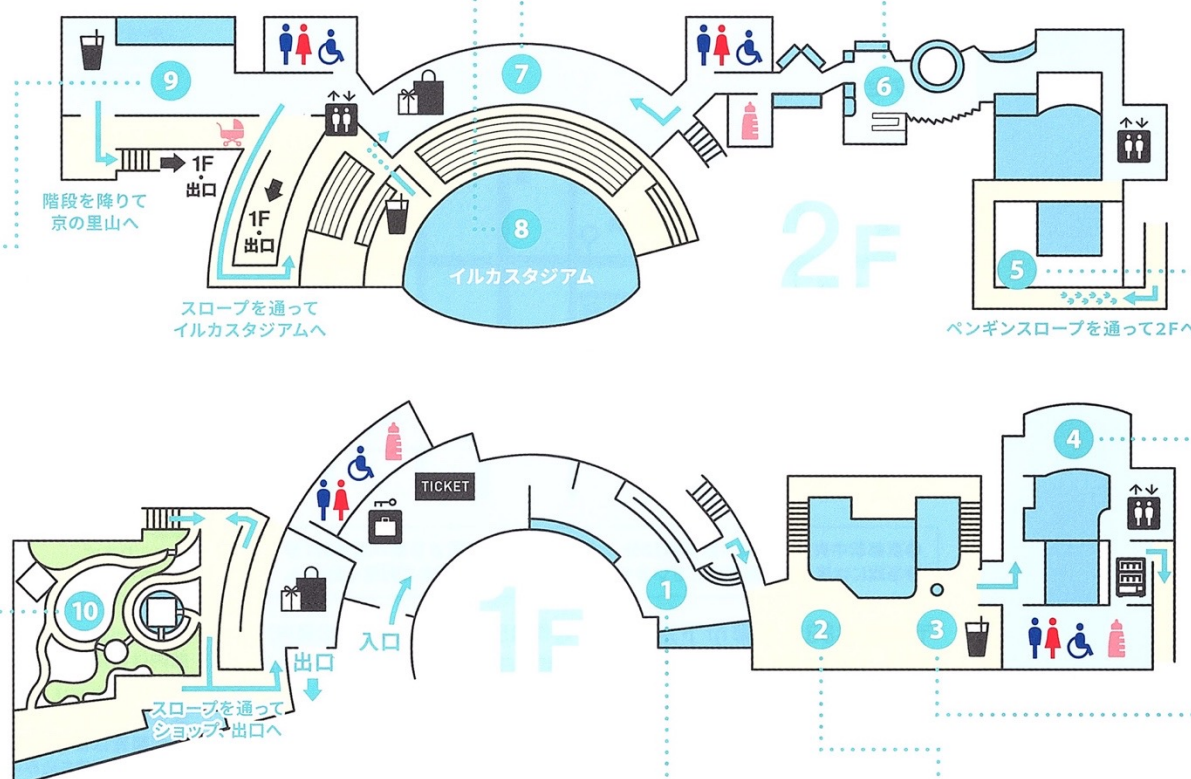 7
6
9
1F
・
出口
階段を降りて
京の里山へ
1F
・
出口
8
イルカスタジアム
2F
5
スロープを通って
イルカスタジアムへ
ペンギンスロープを通って2Fへ
4
TICKET
1
10
入口
1F
2
3
出口
スロープを通って
ショップ、出口へ